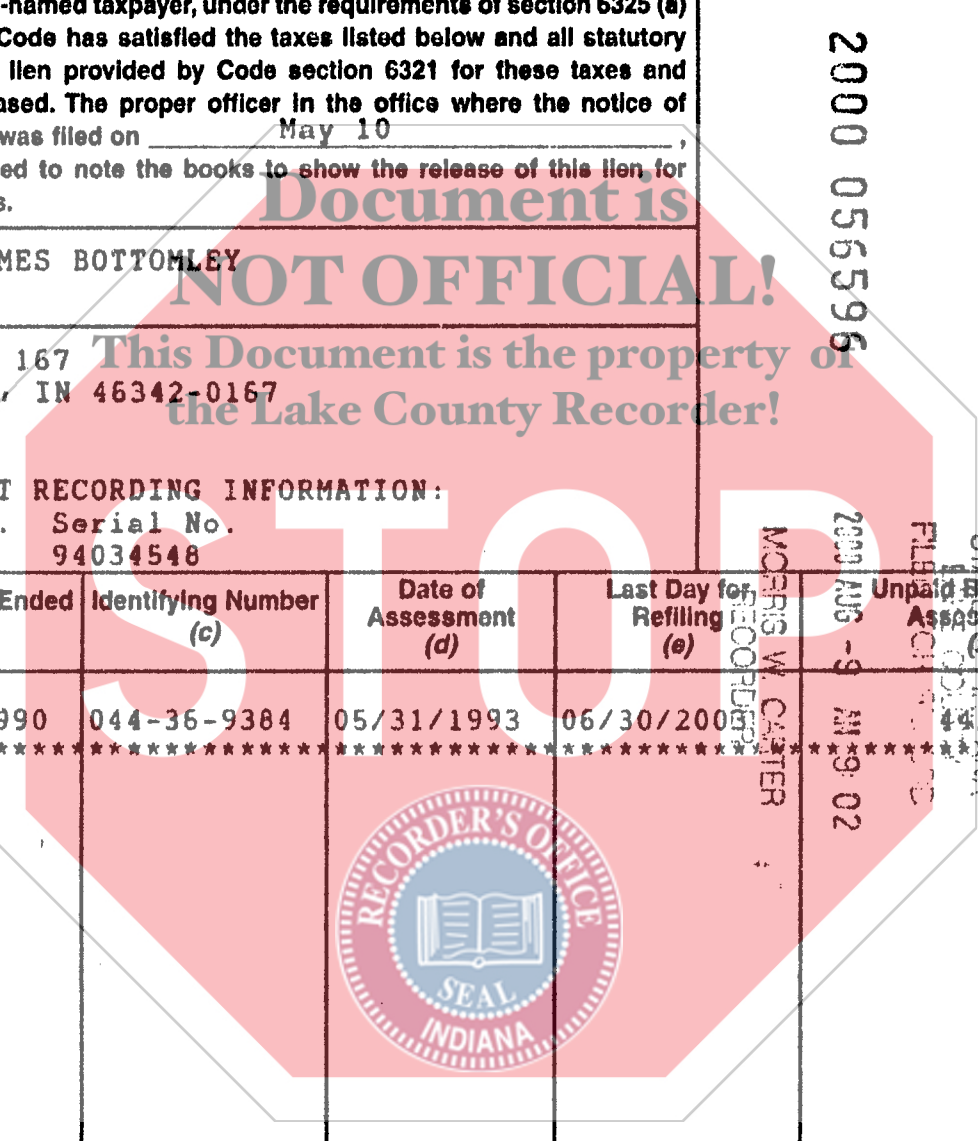 -named taxpayer, under the requirements of section 6325 (a)
Code has satisfied the taxes listed below and all statutory
lien provided by Code section 6321 for these taxes and
ased. The proper officer in the office where the notice of
was filed on May 10 ,
ed to note the books to show the release of this lien for
s.
MES BOTTOMLEY
167
, IN 46342-0167
T RECORDING INFORMATION:
. Serial No.
94034548
Ended Identifying Number (c) Date of Assessment (d) Last Day for Refiling (e) Unpaid
990 044-36-9384 05/31/1993 06/30/2003 44
**************************************************
Document is
NOT OFFICIAL!
This Document is the property of
the Lake County Recorder!
STOP
RECORDER'S OFFICE
SEAL
INDIANA
2000 056596
2000 AUG -9 AM 9:02
MORRIS W. CARTER
RECORDER